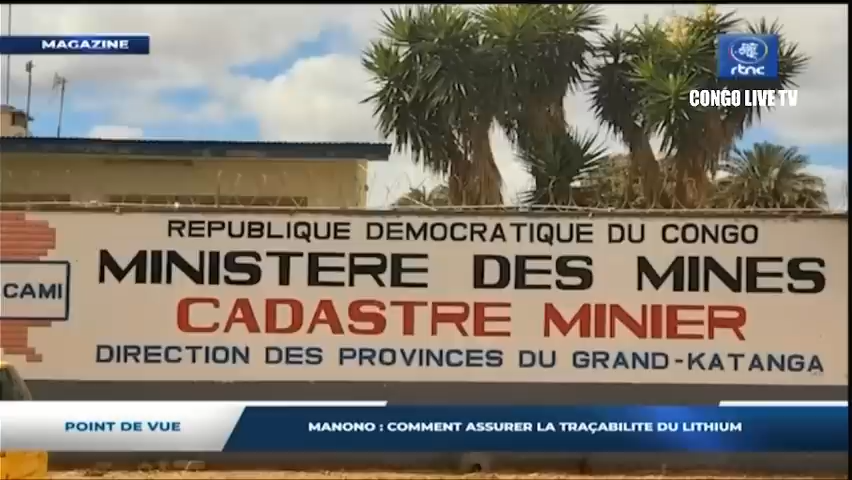 MAGAZINE
rtnc
CONGO LIVE TV
REPUBLIQUE DEMOCRATIQUE DU CONGO
MINISTERE DES MINES
CAMI
CADASTRE MINIER
DIRECTION DES PROVINCES DU GRAND-KATANGA
POINT DE VUE
MANONO : COMMENT ASSURER LA TRAÇABILITE DU LITHIUM